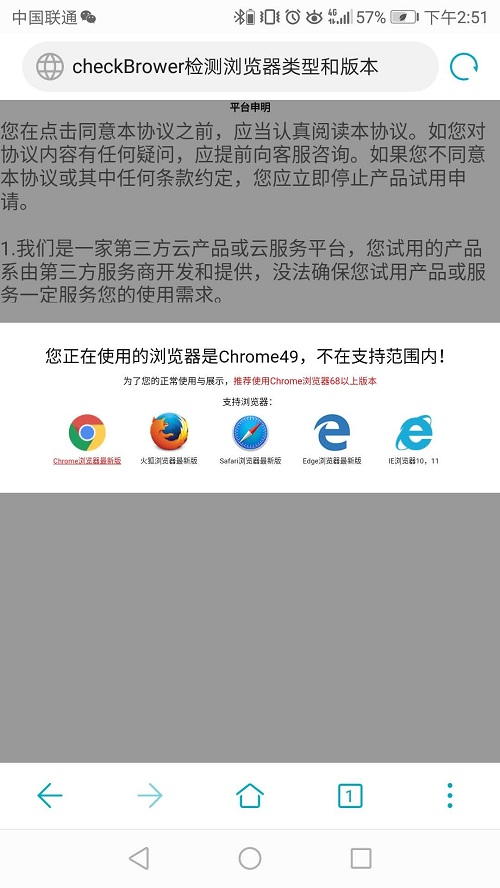 中国联通 4G 57% 下午2:51
checkBrower检测浏览器类型和版本
平台申明
您在点击同意本协议之前，应当认真阅读本协议。如您对
协议内容有任何疑问，应提前向客服咨询。如果您不同意
本协议或其中任何条款约定，您应立即停止产品试用申
请。
1.我们是一家第三方云产品或云服务平台，您试用的产品
系由第三方服务商开发和提供，没法确保您试用产品或服
务一定服务您的使用需求。
您正在使用的浏览器是Chrome49，不在支持范围内！
为了您的正常使用与展示，推荐使用Chrome浏览器68以上版本
支持浏览器：
Chrome浏览器最新版 火狐浏览器最新版 Safari浏览器最新版 Edge浏览器最新版 IE浏览器10，11
1